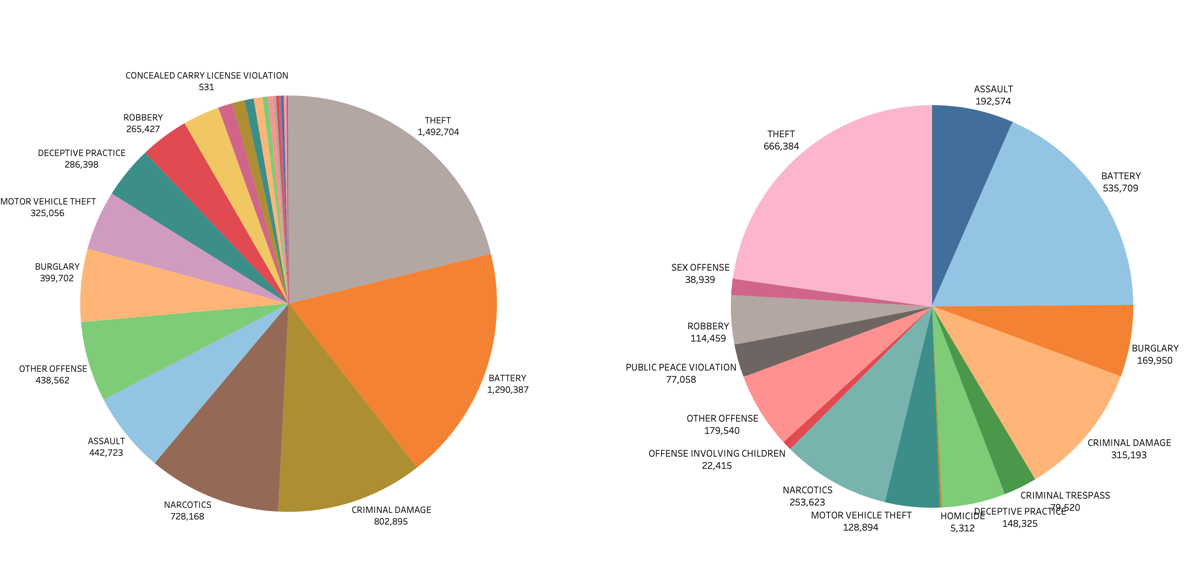 CONCEALED CARRY LICENSE VIOLATION
531
THEFT
1,492,704
ROBBERY
265,427
DECEPTIVE PRACTICE
286,398
MOTOR VEHICLE THEFT
325,056
BURGLARY
399,702
BATTERY
1,290,387
OTHER OFFENSE
438,562
ASSAULT
442,723
NARCOTICS
728,168
CRIMINAL DAMAGE
802,895
ASSAULT
192,574
THEFT
666,384
BATTERY
535,709
SEX OFFENSE
38,939
ROBBERY
114,459
BURGLARY
169,950
PUBLIC PEACE VIOLATION
77,058
OTHER OFFENSE
179,540
CRIMINAL DAMAGE
315,193
OFFENSE INVOLVING CHILDREN
22,415
NARCOTICS
253,623
CRIMINAL TRESPASS
79,520
MOTOR VEHICLE THEFT
128,894
HOMICIDE
5,312
DECEPTIVE PRACTICE
148,325